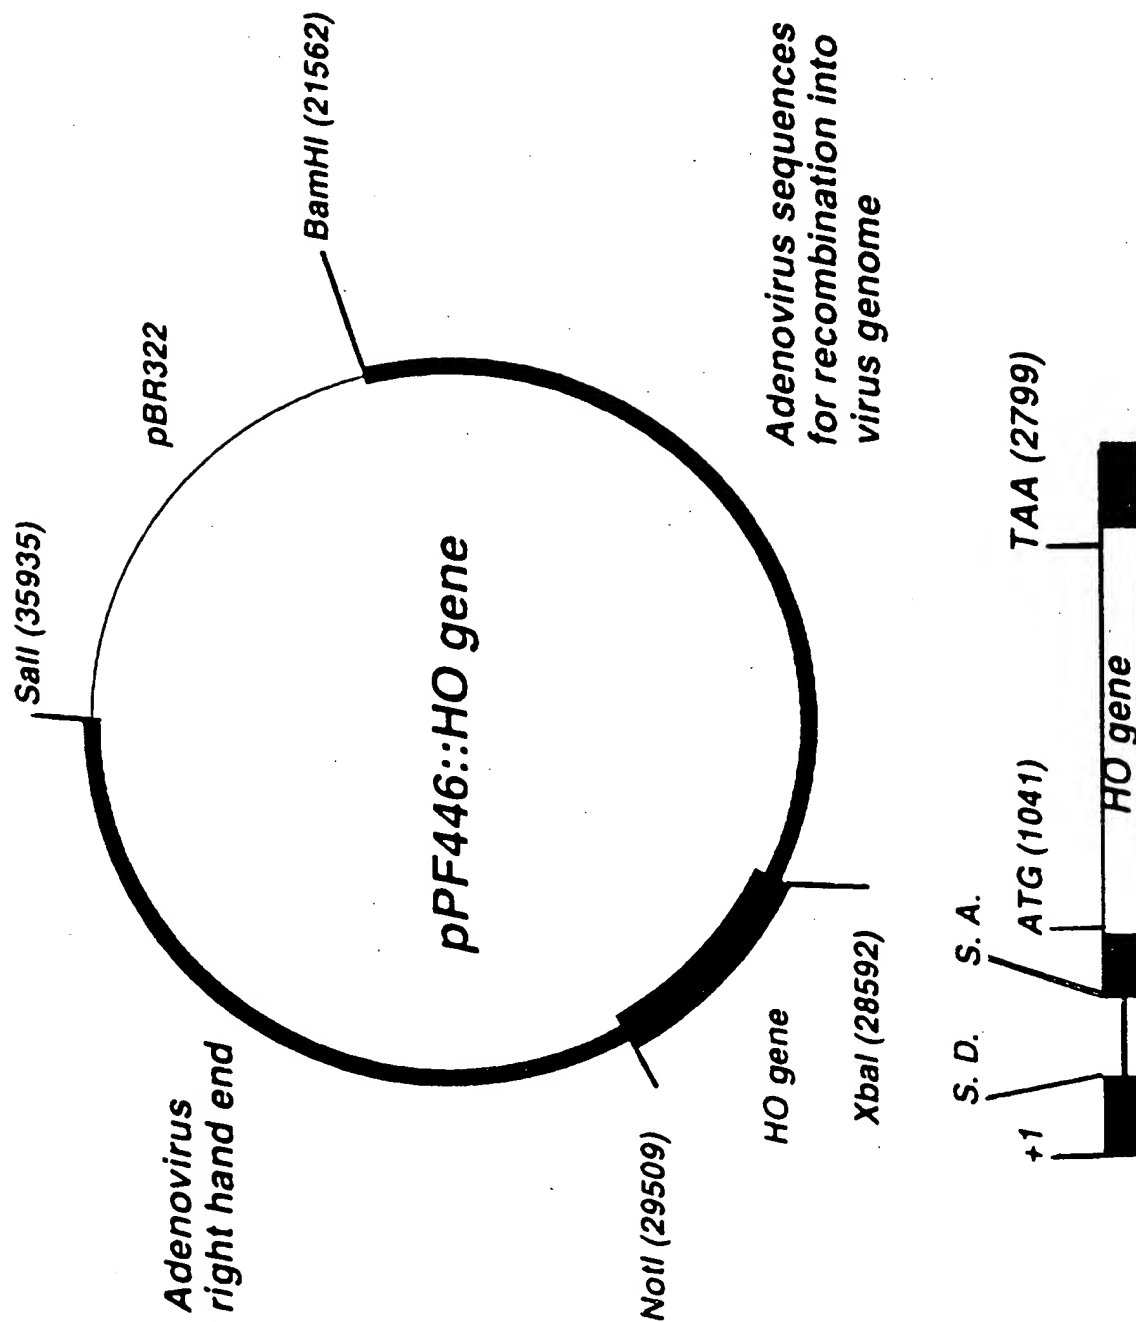 Adenovirus
right hand end
SalI (35935)
pBR322
BamHI (21562)
pPF446::HO gene
NotI (29509)
HO gene
XbaI (28592)
Adenovirus sequences
for recombination into
virus genome
+1
S. D.
S. A.
ATG (1041)
TAA (2799)
HO gene